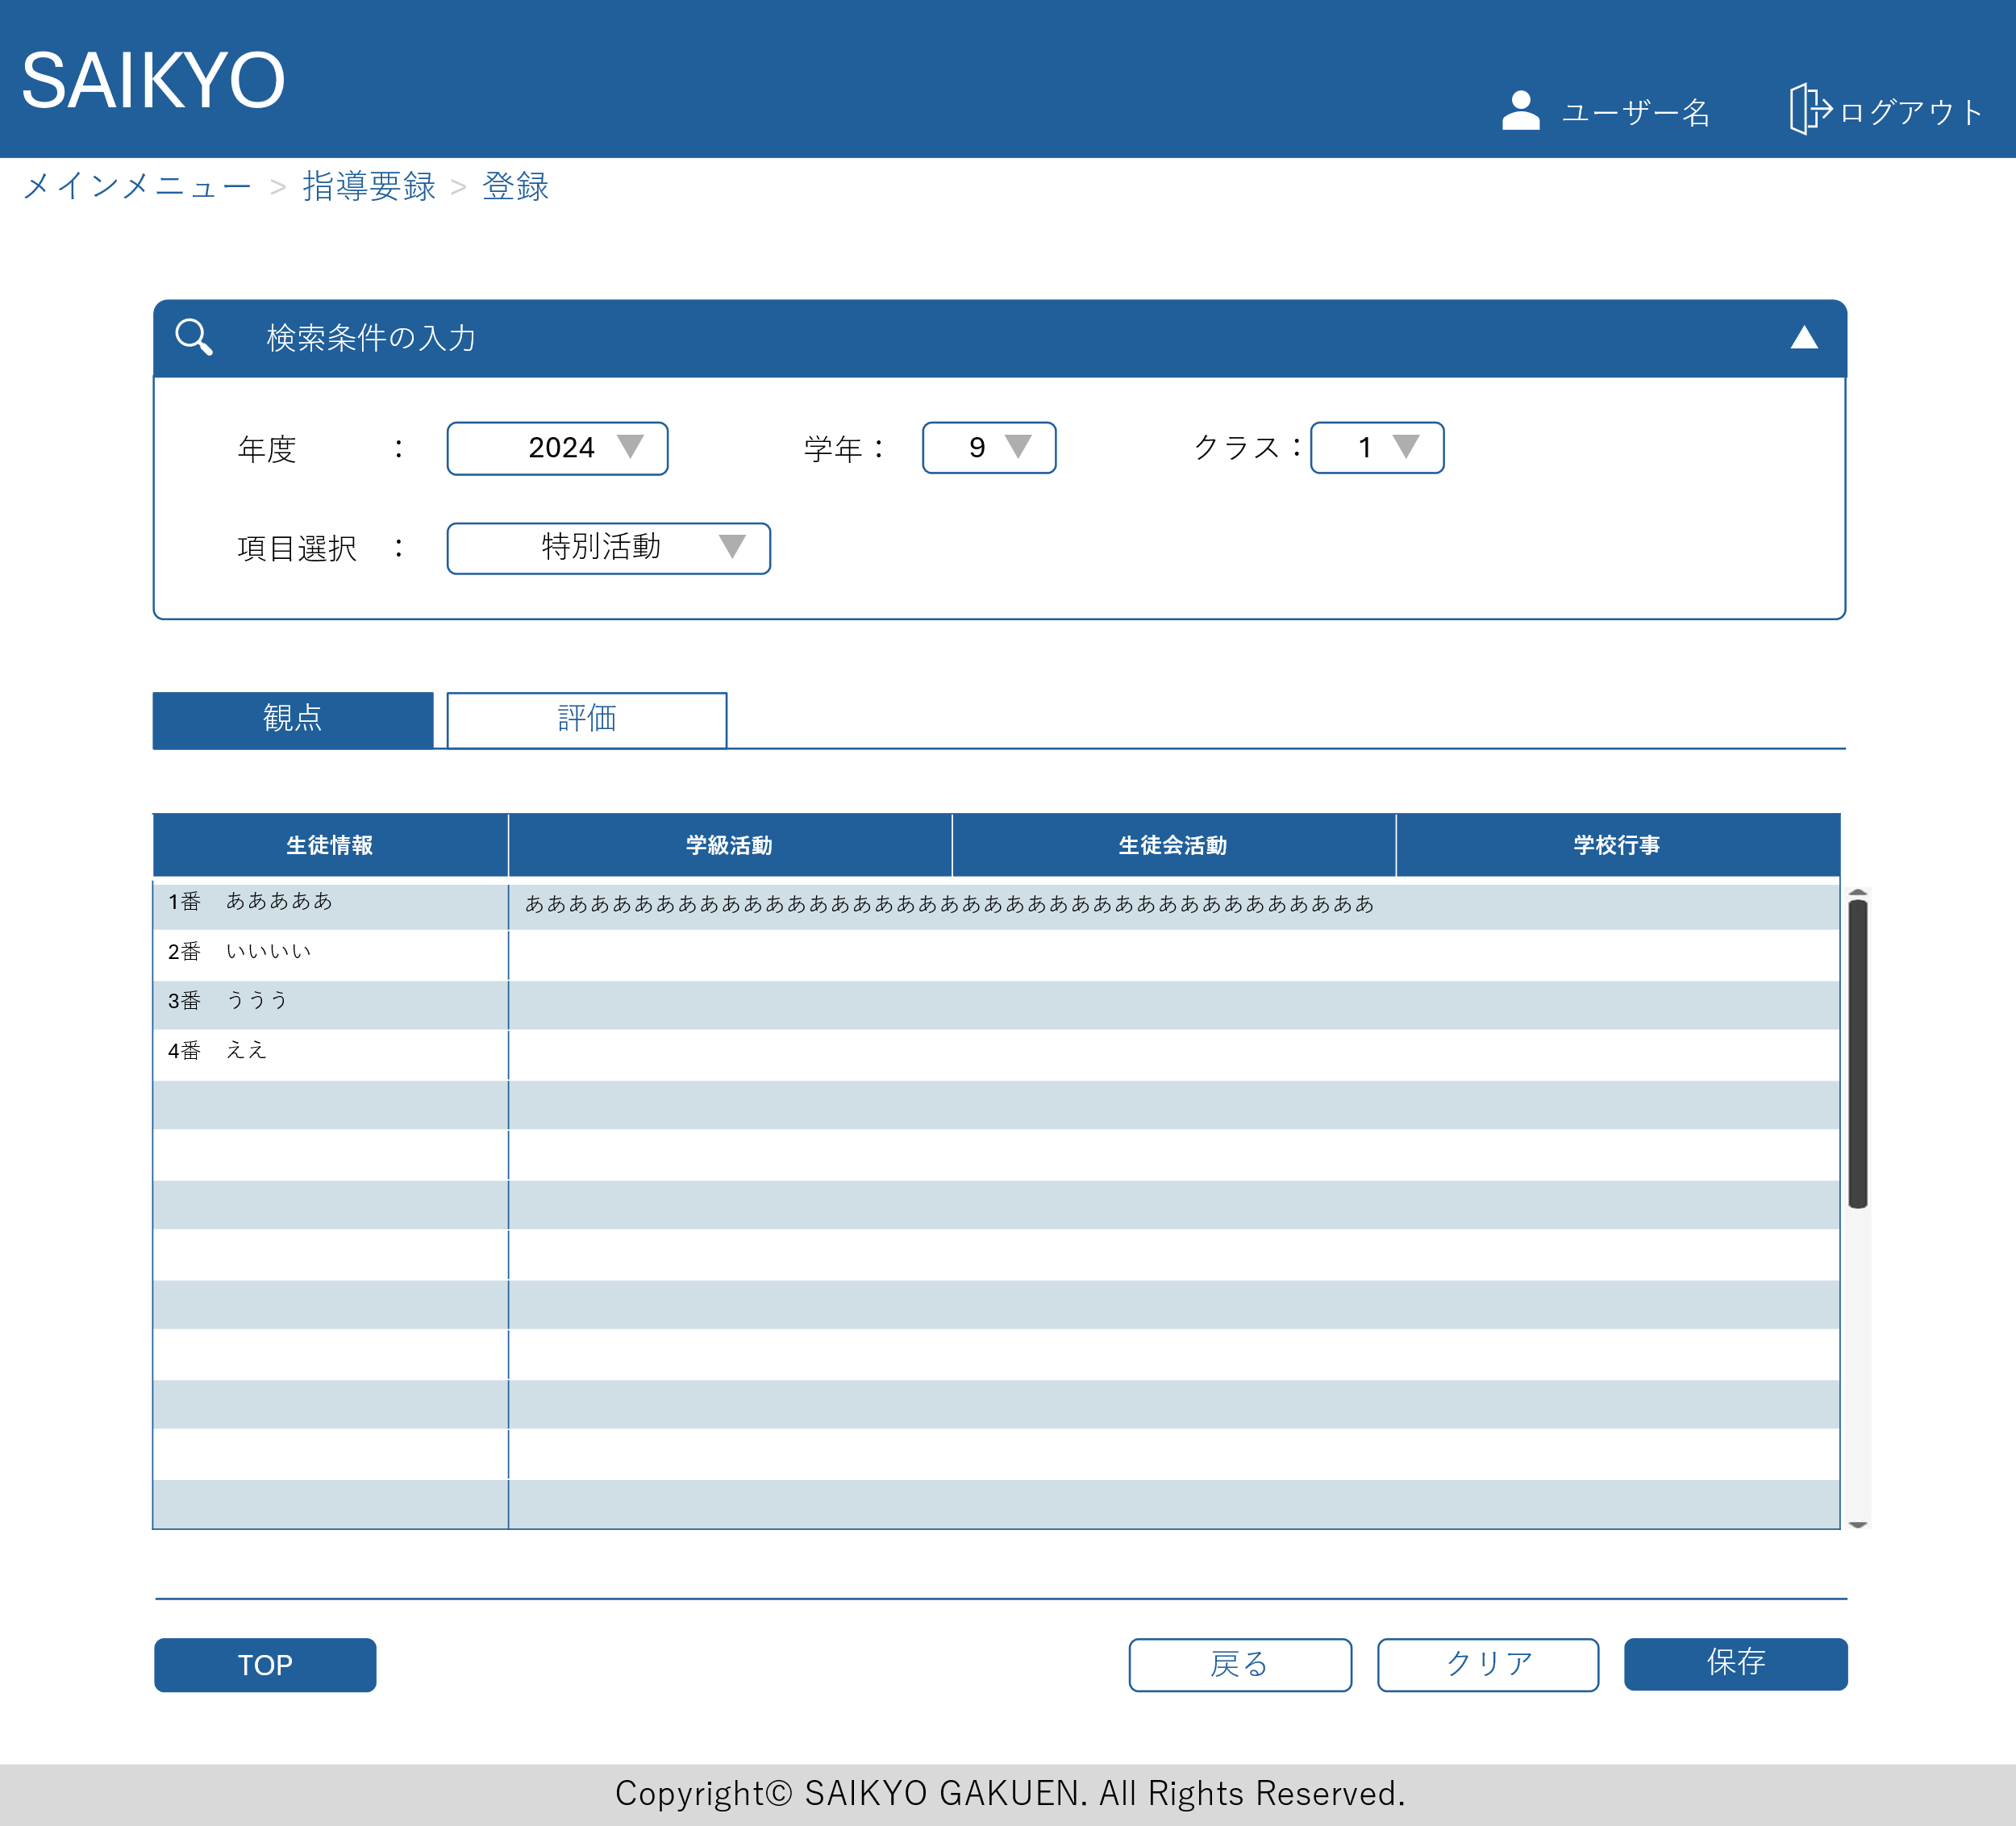 SAIKYO
ユーザー名 ログアウト
メインメニュー > 指導要録 > 登録
検索条件の入力
年度 : 2024 学年: 9 クラス: 1
項目選択 : 特別活動
観点 評価
生徒情報 学級活動 生徒会活動 学校行事
1番 あああああ あああああああああああああああああああああああああああああああああああああああ
2番 いいいい
3番 ううう
4番 ええ
TOP 戻る クリア 保存
Copyright© SAIKYO GAKUEN. All Rights Reserved.